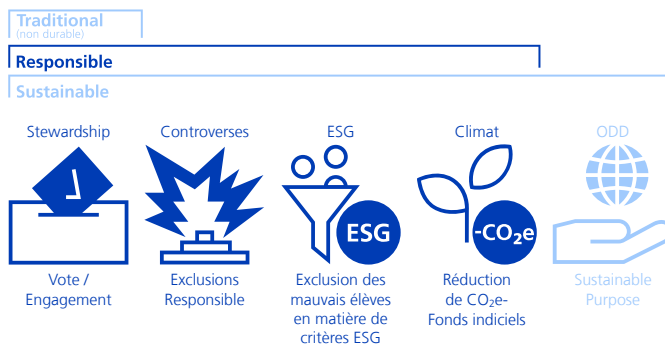 Traditional
(non durable)
Responsible
Sustainable
Stewardship
Controverses
ESG
Climat
ODD
ESG
-CO₂e
Vote /
Engagement
Exclusions
Responsible
Exclusion des
mauvais élèves
en matière de
critères ESG
Réduction
de CO₂e-
Fonds indiciels
Sustainable
Purpose